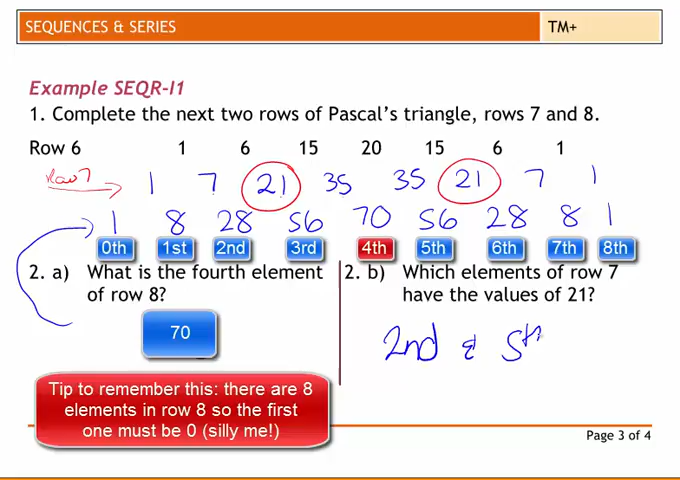 SEQUENCES & SERIES TM+
Example SEQR-I1
1. Complete the next two rows of Pascal's triangle, rows 7 and 8.
Row 6 1 6 15 20 15 6 1
Row 7 1 7 21 35 35 21 7 1
1 8 28 56 70 56 28 8 1
0th 1st 2nd 3rd 4th 5th 6th 7th 8th
2. a) What is the fourth element
of row 8?
70
2. b) Which elements of row 7
have the values of 21?
2nd & 5th
Tip to remember this: there are 8
elements in row 8 so the first
one must be 0 (silly me!)
Page 3 of 4